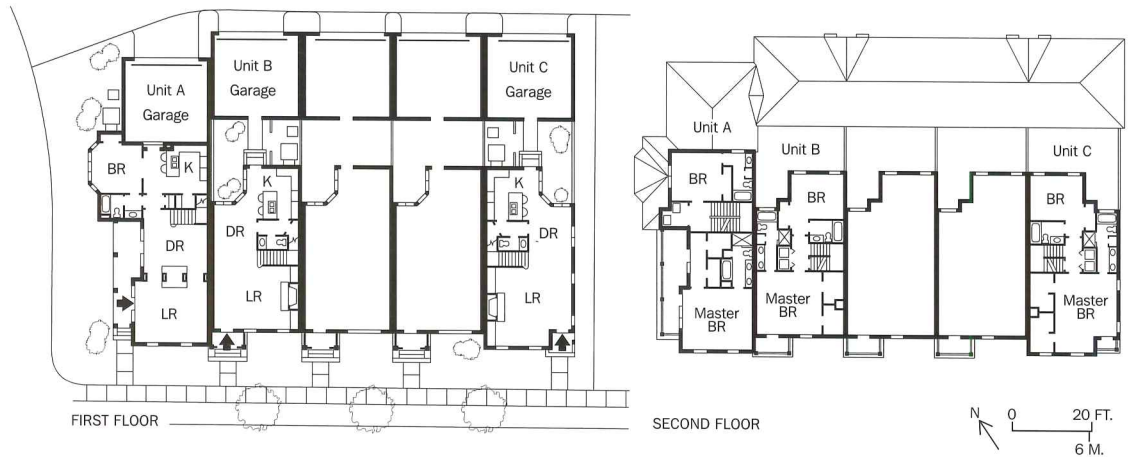 Unit A
Garage
Unit B
Garage
Unit C
Garage
BR
K
DR
LR
K
DR
LR
K
DR
LR
FIRST FLOOR
Unit A
BR
Master
BR
Unit B
BR
Master
BR
Unit C
BR
Master
BR
SECOND FLOOR
N
0
20 FT.
6 M.